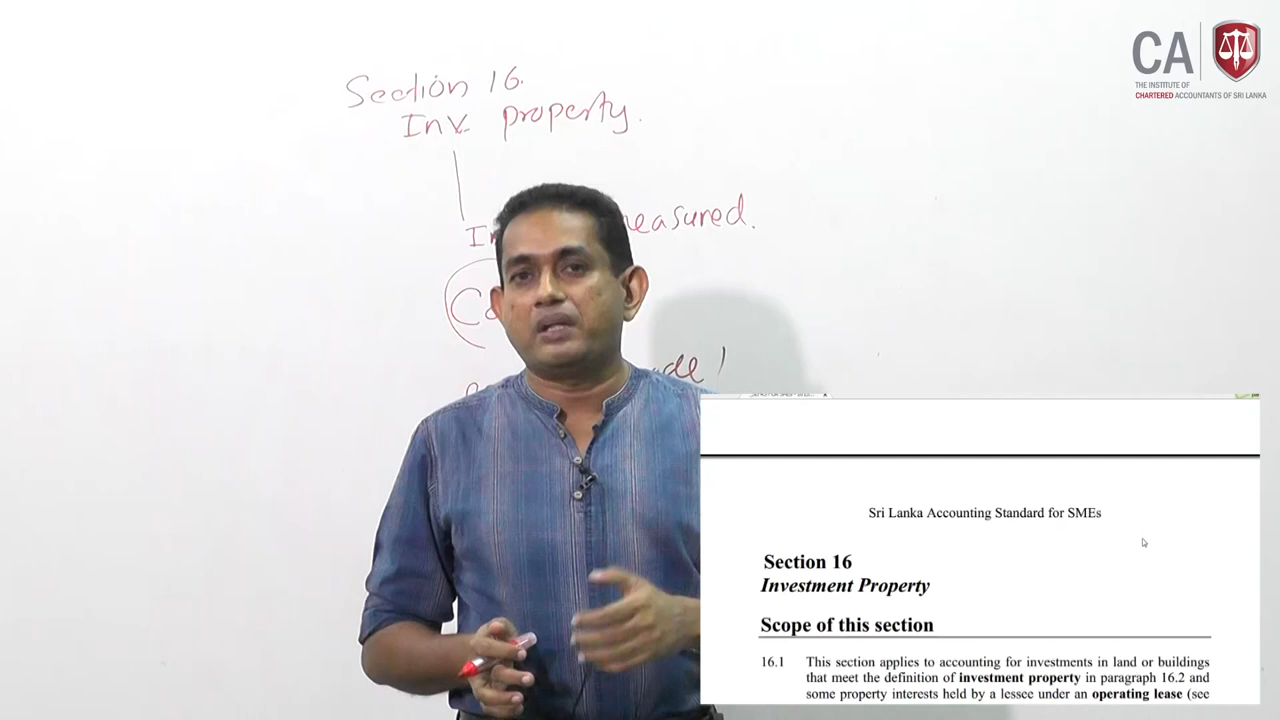 CA
THE INSTITUTE OF
CHARTERED ACCOUNTANTS OF SRI LANKA
Section 16.
Inv. property.
Sri Lanka Accounting Standard for SMEs
Section 16
Investment Property
Scope of this section
16.1 This section applies to accounting for investments in land or buildings
that meet the definition of investment property in paragraph 16.2 and
some property interests held by a lessee under an operating lease (see